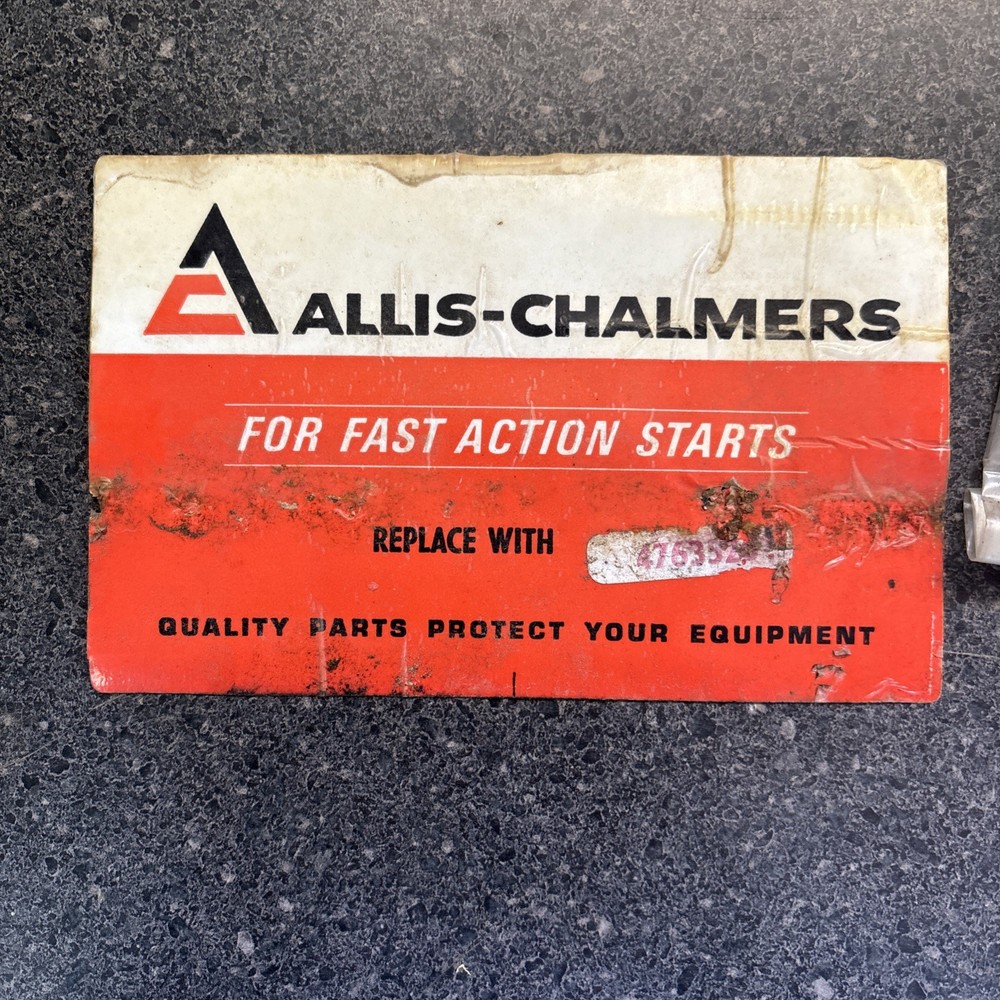 ALLIS-CHALMERS
FOR FAST ACTION STARTS
REPLACE WITH
QUALITY PARTS PROTECT YOUR EQUIPMENT